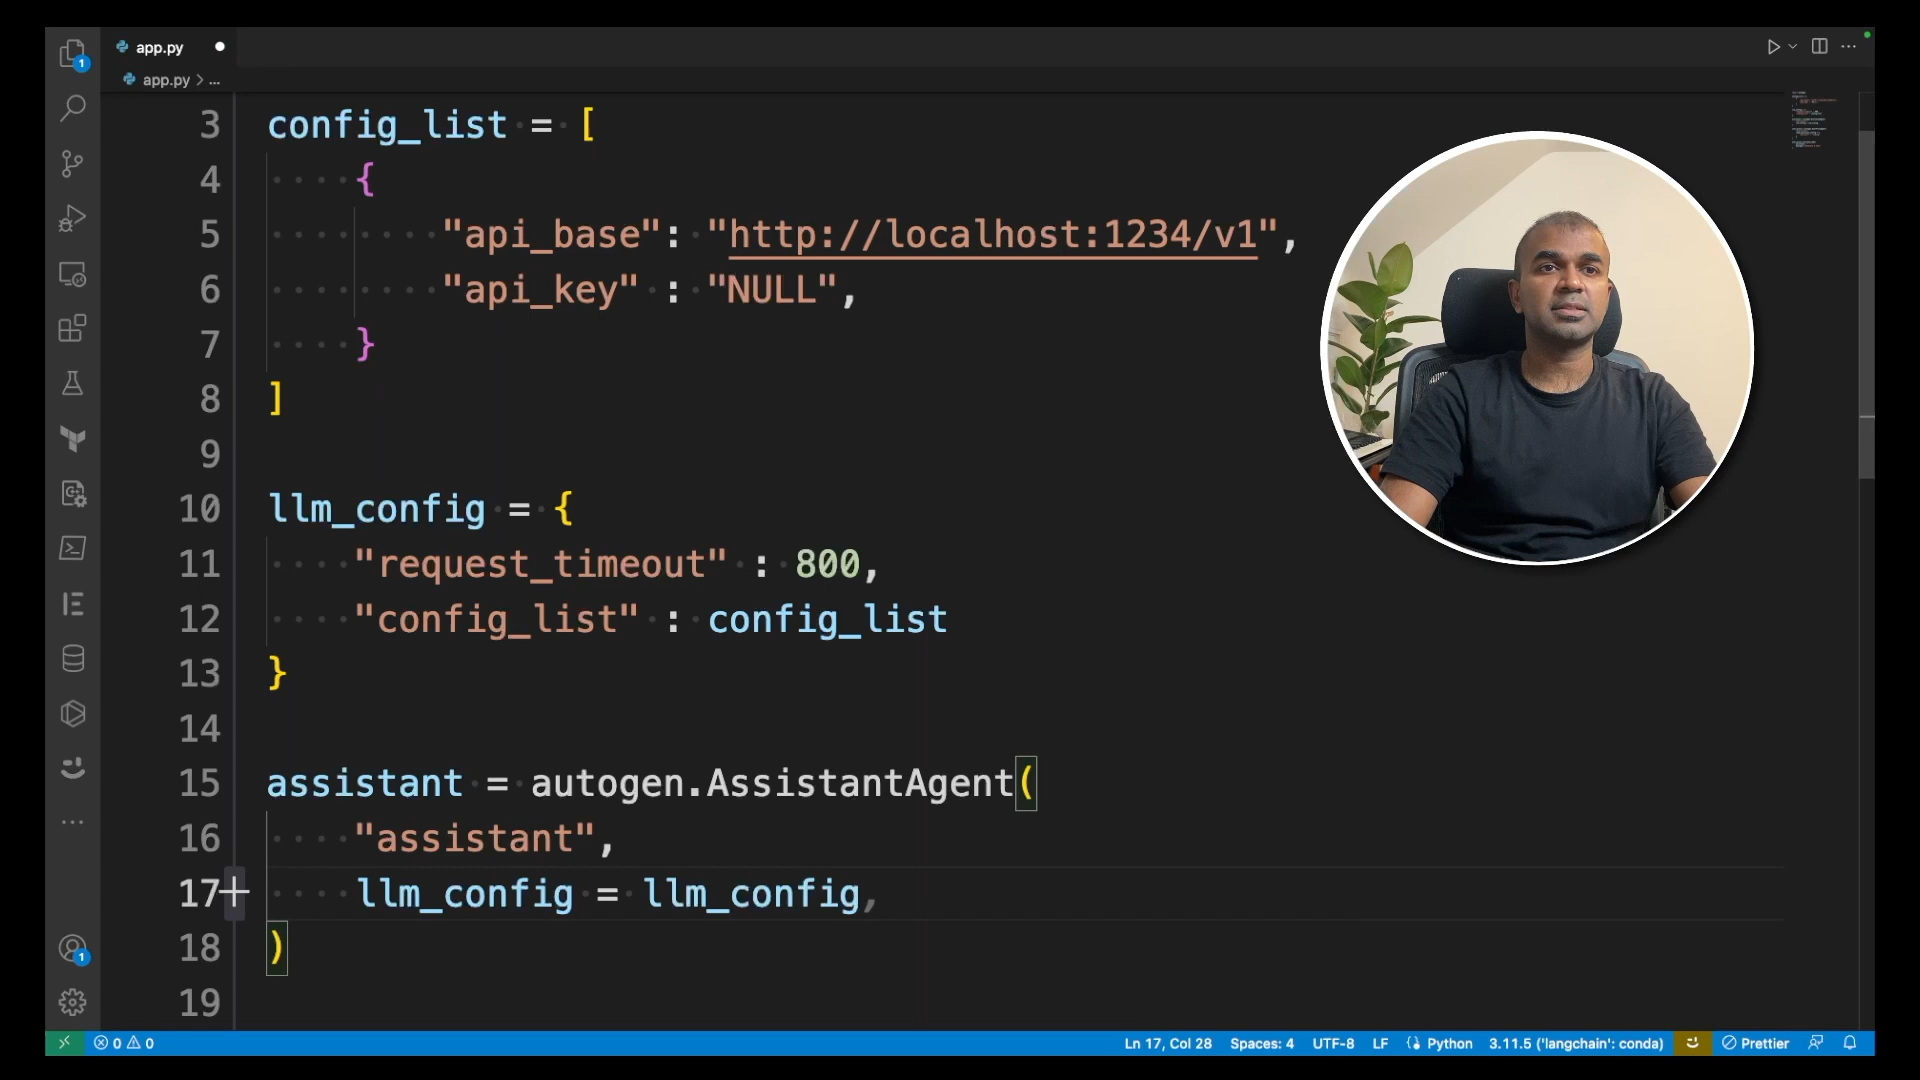 app.py
app.py > ...
3 config_list = [
4 {
5 "api_base": "http://localhost:1234/v1",
6 "api_key" : "NULL",
7 }
8 ]
9
10 llm_config = {
11 "request_timeout" : 800,
12 "config_list" : config_list
13 }
14
15 assistant = autogen.AssistantAgent(
16 "assistant",
17 llm_config = llm_config,
18 )
19
1
1
0 0 Ln 17, Col 28 Spaces: 4 UTF-8 LF Python 3.11.5 ('langchain': conda) Prettier